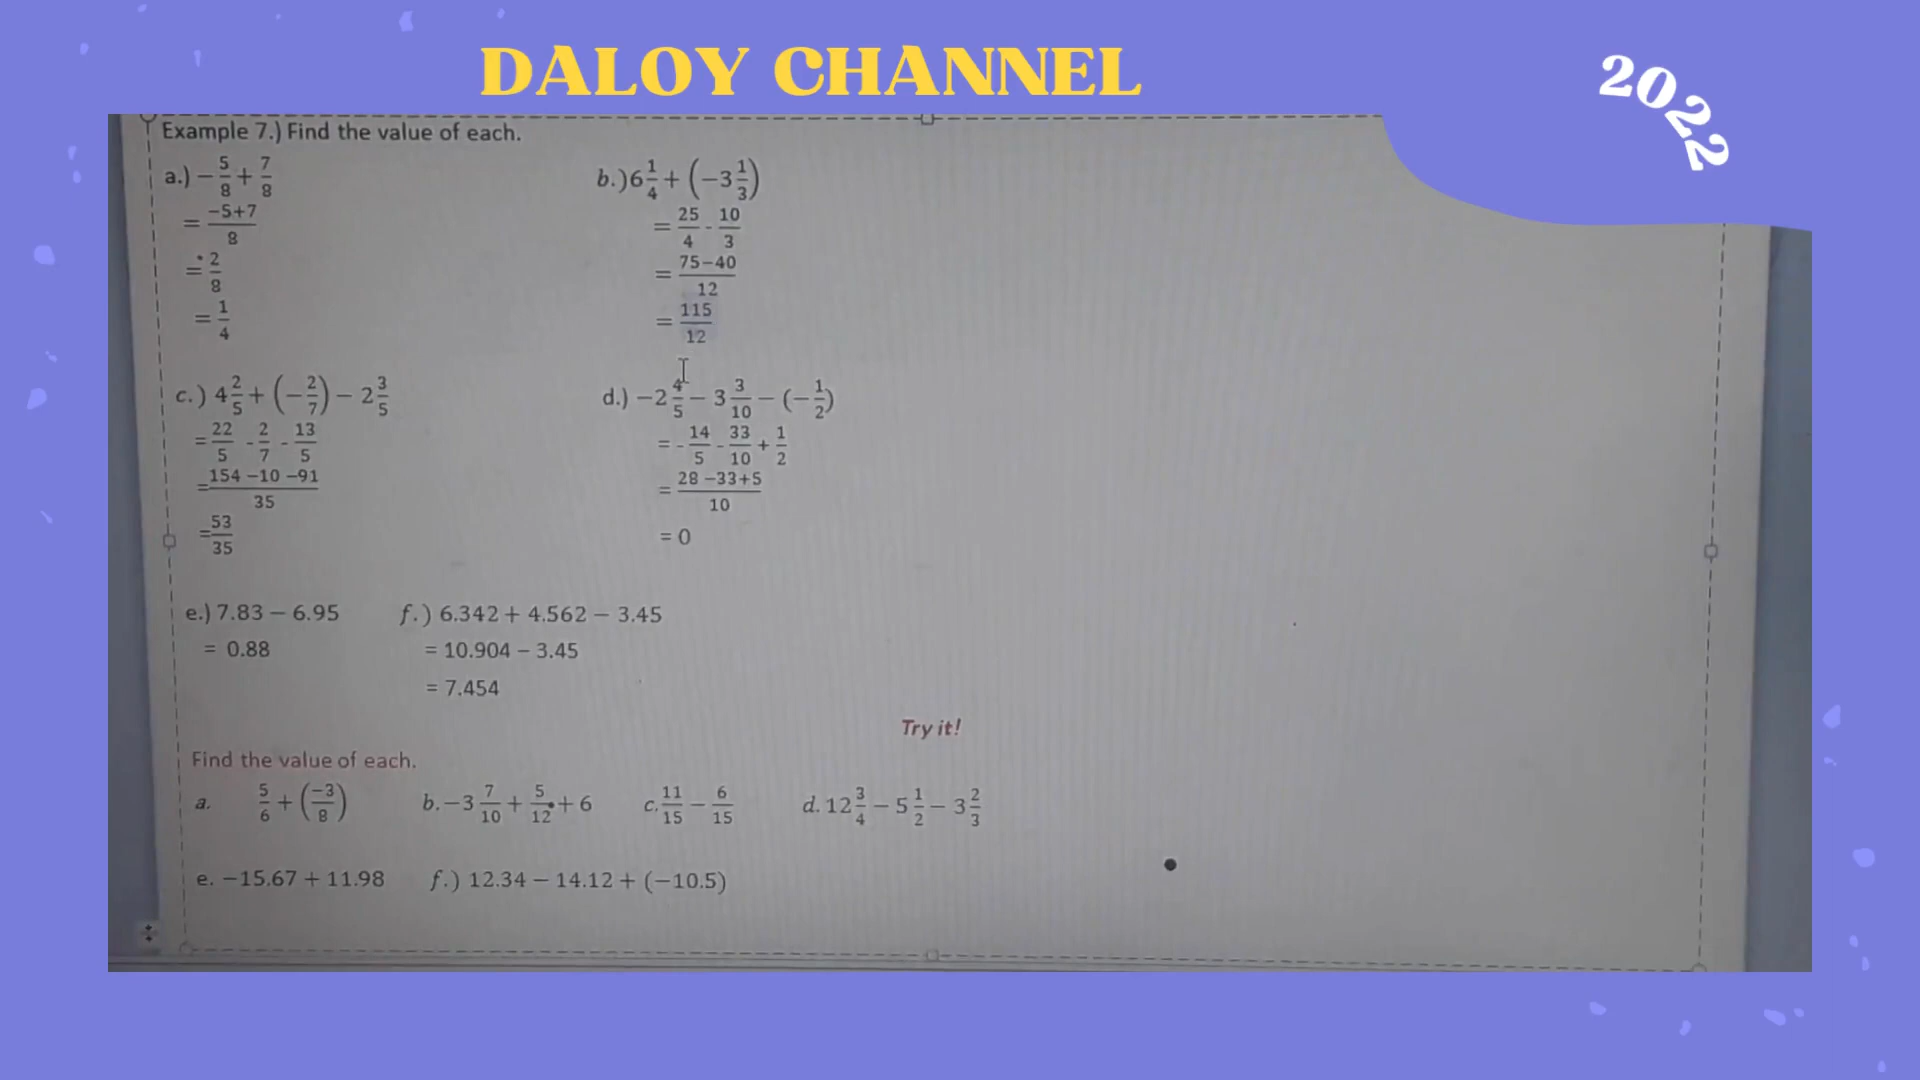 DALOY CHANNEL
2022
Example 7.) Find the value of each.
a.) −5/8 + 7/8
= −5+7/8
= 2/8
= 1/4
b.)6 1/4 + (−3 1/3)
= 25/4 - 10/3
= 75−40/12
= 115/12
c.) 4 2/5 + (−2/7) − 2 3/5
= 22/5 - 2/7 - 13/5
= 154 −10 −91/35
= 53/35
d.) −2 4/5 − 3 3/10 − (−1/2)
= - 14/5 - 33/10 + 1/2
= 28 −33+5/10
= 0
e.) 7.83 − 6.95
= 0.88
f.) 6.342 + 4.562 − 3.45
= 10.904 − 3.45
= 7.454
Try it!
Find the value of each.
a. 5/6 + (−3/8)
b. −3 7/10 + 5/12 + 6
c. 11/15 − 6/15
d. 12 3/4 − 5 1/2 − 3 2/3
e. −15.67 + 11.98
f.) 12.34 − 14.12 + (−10.5)